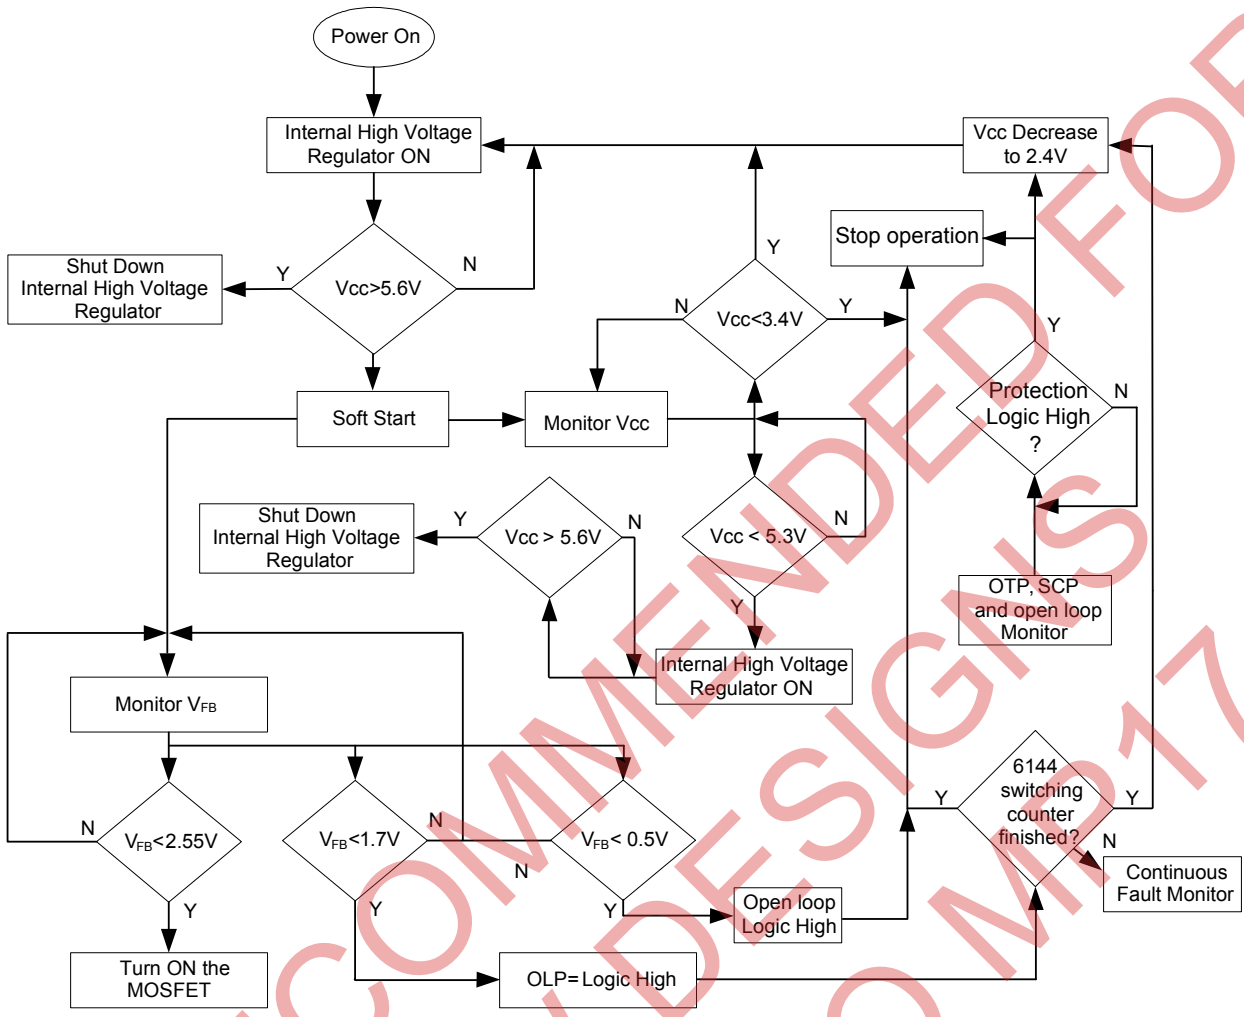 Power On
Internal High Voltage
Regulator ON
Vcc Decrease
to 2.4V
Stop operation
Shut Down
Internal High Voltage
Regulator
Y
Vcc>5.6V
N
Y
N
Vcc<3.4V
Y
Y
Protection
Logic High
?
N
Soft Start
Monitor Vcc
Shut Down
Internal High Voltage
Regulator
Y
Vcc > 5.6V
N
Vcc < 5.3V
N
Y
OTP, SCP
and open loop
Monitor
Internal High Voltage
Regulator ON
Monitor VFB
N
VFB<2.55V
Y
VFB<1.7V
N
Y
N
VFB< 0.5V
Y
Y
6144
switching
counter
finished?
Y
N
Continuous
Fault Monitor
Open loop
Logic High
Turn ON the
MOSFET
OLP=Logic High
COMMENDED FOR
DESIGNS
O MP17